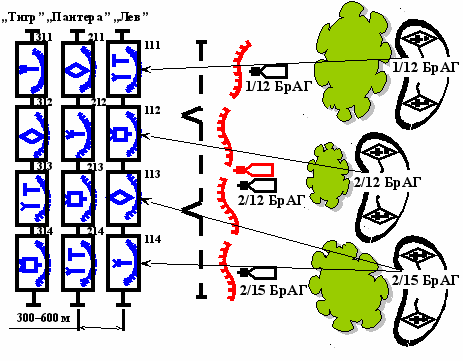 „Тигр” „Пантера” „Лев”
311 211 111
1/12 БрАГ 1/12 БрАГ
312 212 112
313 213 113
2/12 БрАГ 2/12 БрАГ
314 214 114
2/15 БрАГ 2/15 БрАГ
300–600 м